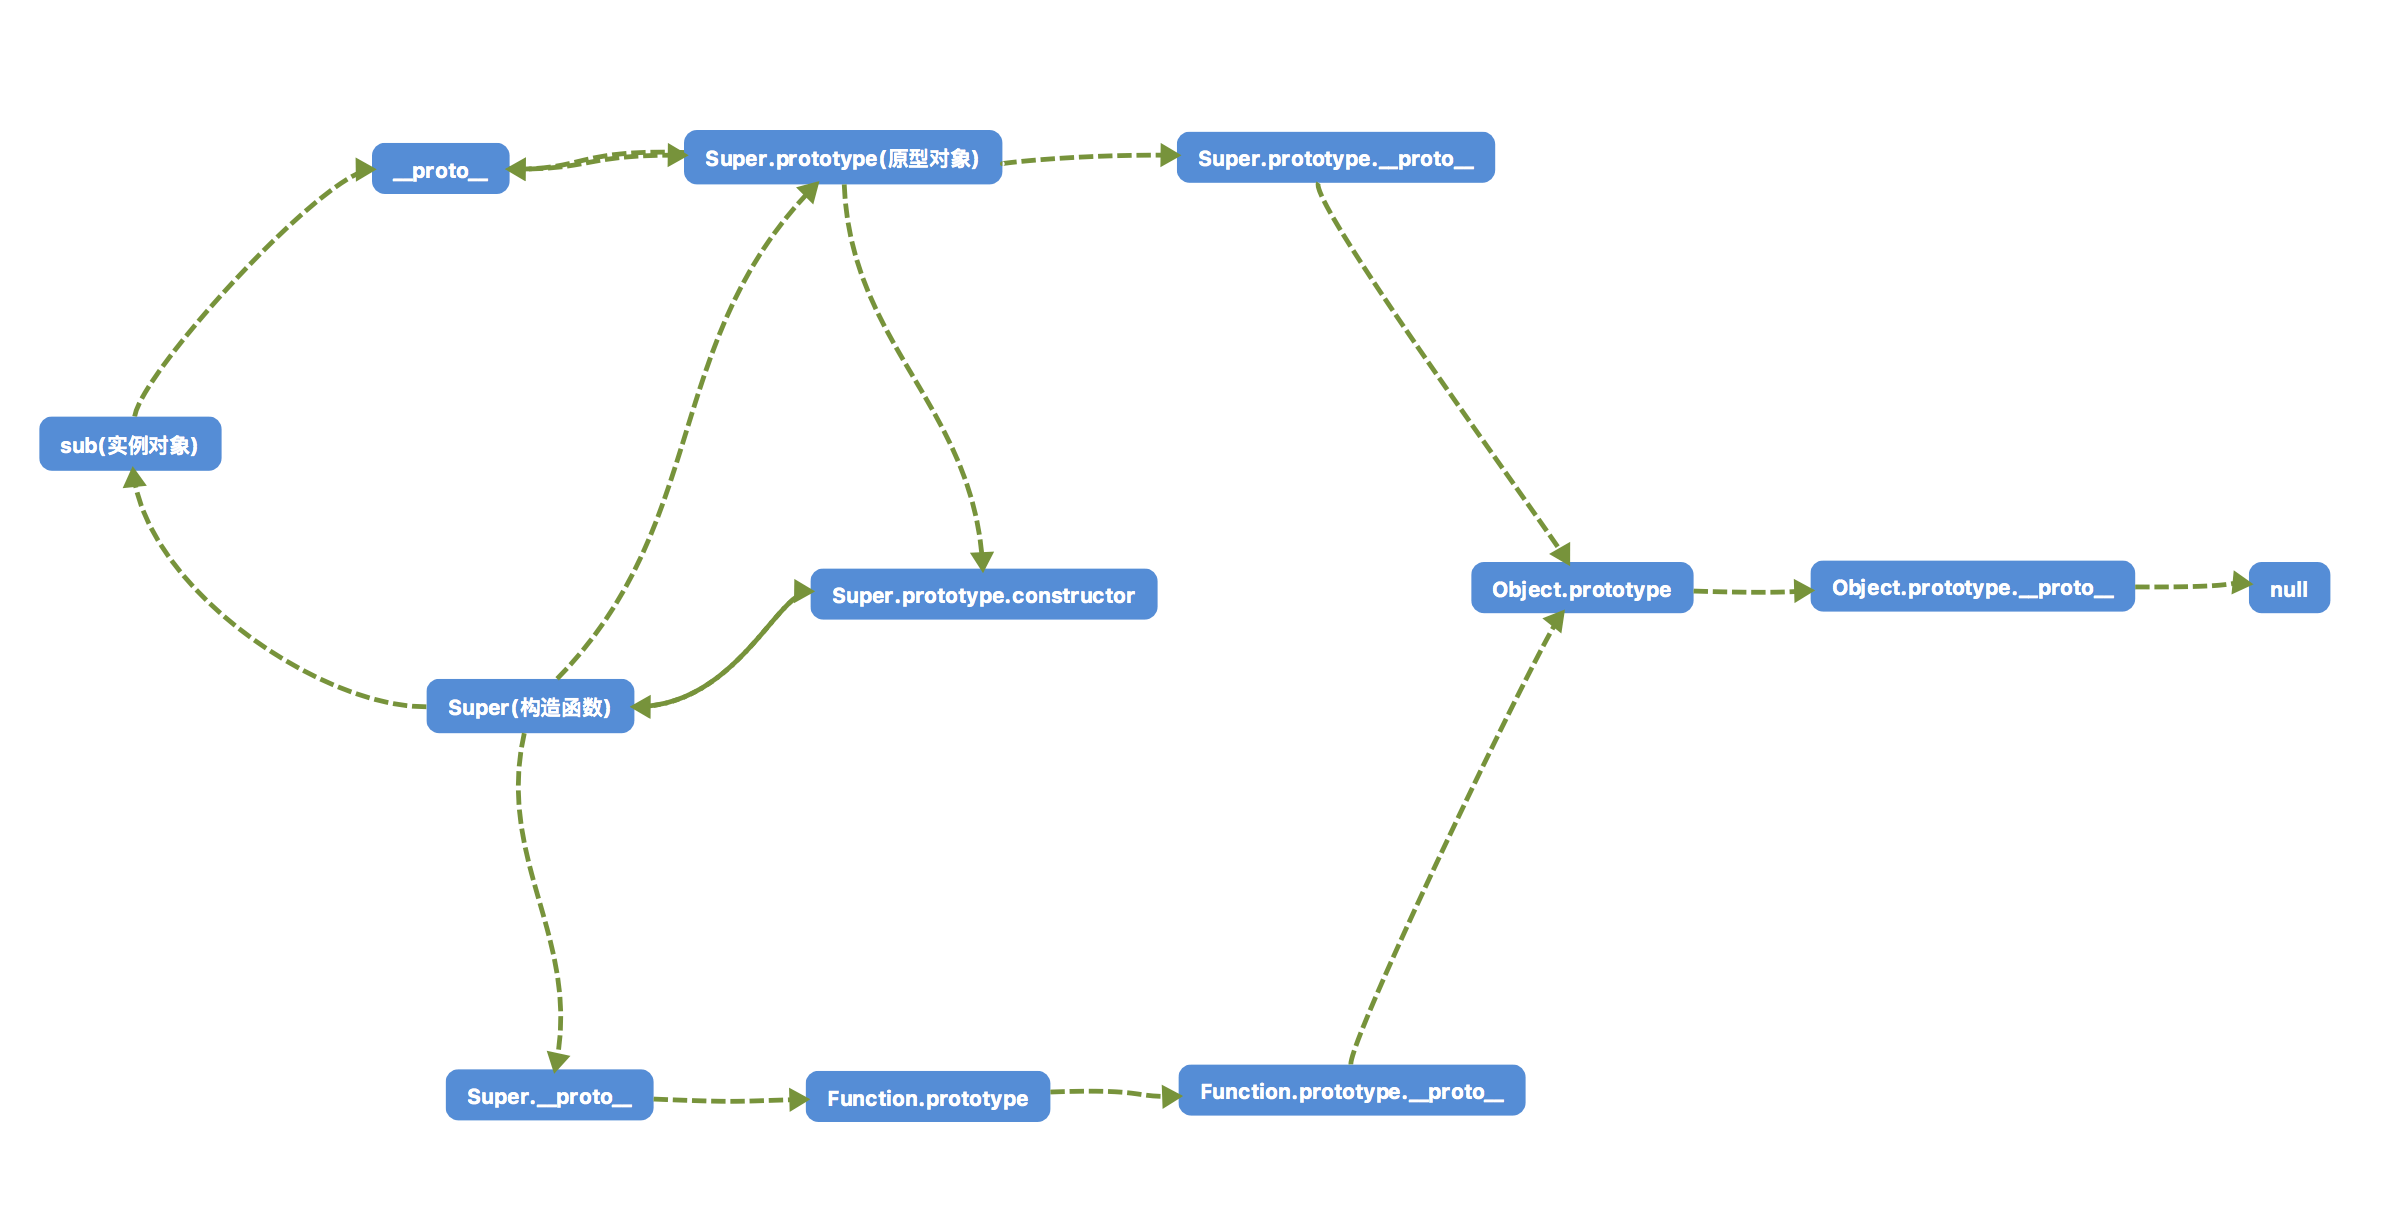 __proto__
Super.prototype(原型对象)
Super.prototype.__proto__
sub(实例对象)
Super.prototype.constructor
Object.prototype
Object.prototype.__proto__
null
Super(构造函数)
Super.__proto__
Function.prototype
Function.prototype.__proto__